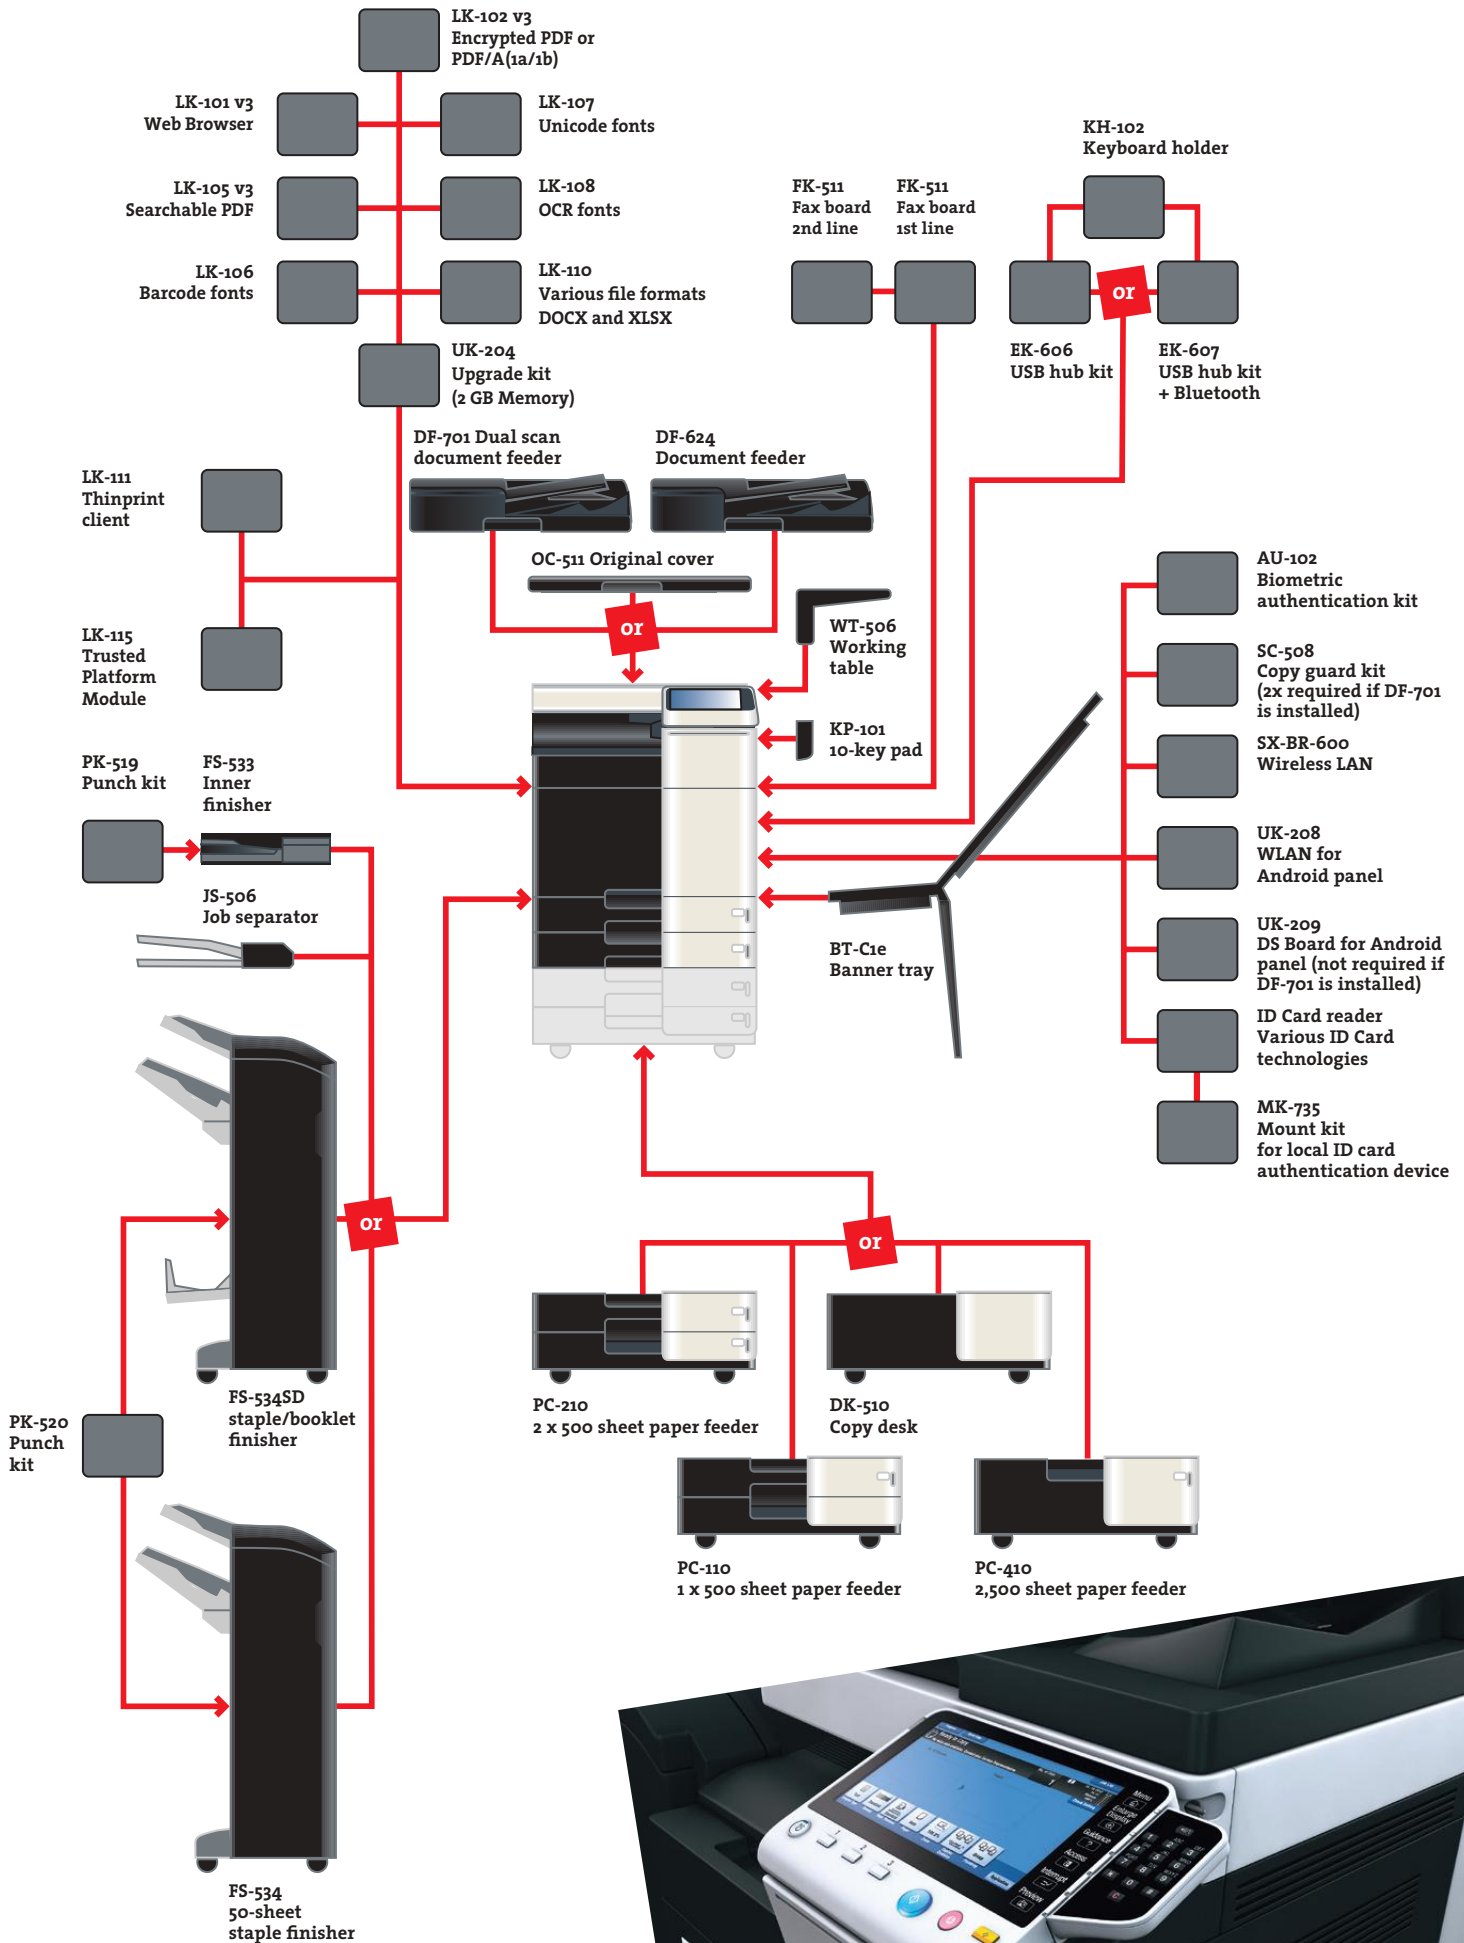 LK-102 v3
Encrypted PDF or
PDF/A(1a/1b)
LK-101 v3
Web Browser
LK-107
Unicode fonts
LK-105 v3
Searchable PDF
LK-108
OCR fonts
LK-106
Barcode fonts
LK-110
Various file formats
DOCX and XLSX
UK-204
Upgrade kit
(2 GB Memory)
KH-102
Keyboard holder
FK-511
Fax board
2nd line
FK-511
Fax board
1st line
or
EK-606
USB hub kit
EK-607
USB hub kit
+ Bluetooth
DF-701 Dual scan
document feeder
DF-624
Document feeder
LK-111
Thinprint
client
OC-511 Original cover
or
LK-115
Trusted
Platform
Module
WT-506
Working
table
KP-101
10-key pad
AU-102
Biometric
authentication kit
SC-508
Copy guard kit
(2x required if DF-701
is installed)
SX-BR-600
Wireless LAN
UK-208
WLAN for
Android panel
UK-209
DS Board for Android
panel (not required if
DF-701 is installed)
ID Card reader
Various ID Card
technologies
MK-735
Mount kit
for local ID card
authentication device
PK-519
Punch kit
FS-533
Inner
finisher
JS-506
Job separator
BT-C1e
Banner tray
or
or
FS-534SD
staple/booklet
finisher
PK-520
Punch
kit
PC-210
2 x 500 sheet paper feeder
DK-510
Copy desk
PC-110
1 x 500 sheet paper feeder
PC-410
2,500 sheet paper feeder
FS-534
50-sheet
staple finisher
Menu
Enlarge
Display
Guidance
Access
Interrupt
Preview